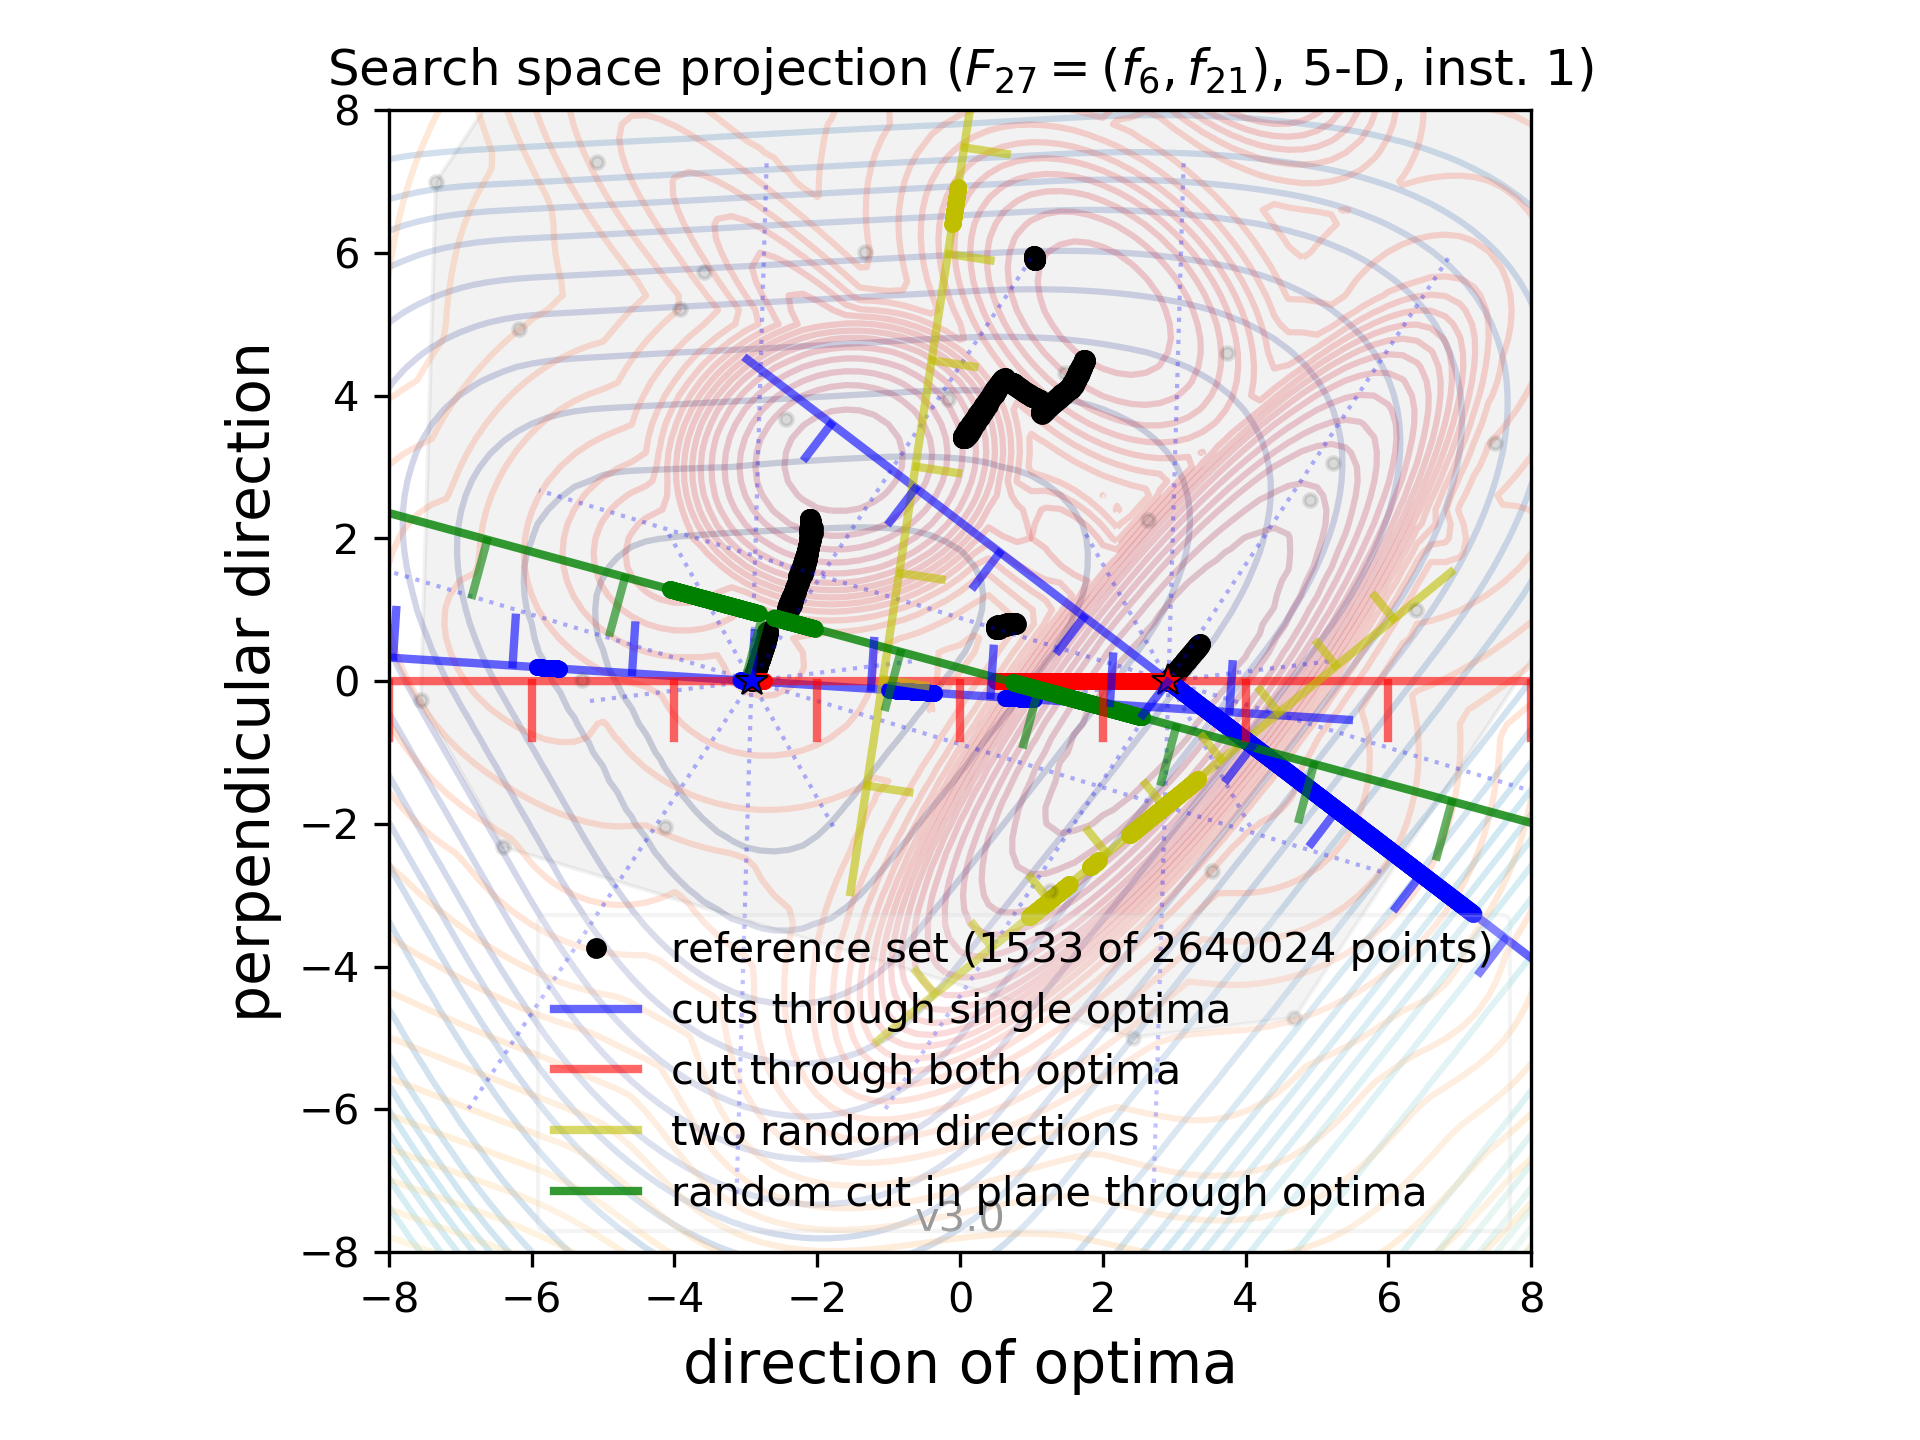 Search space projection (F27 = (f6, f21), 5-D, inst. 1)
8
6
4
2
0
−2
−4
−6
−8
perpendicular direction
reference set (1533 of 2640024 points)
cuts through single optima
cut through both optima
two random directions
random cut in plane through optima
v3.0
−8 −6 −4 −2 0 2 4 6 8
direction of optima